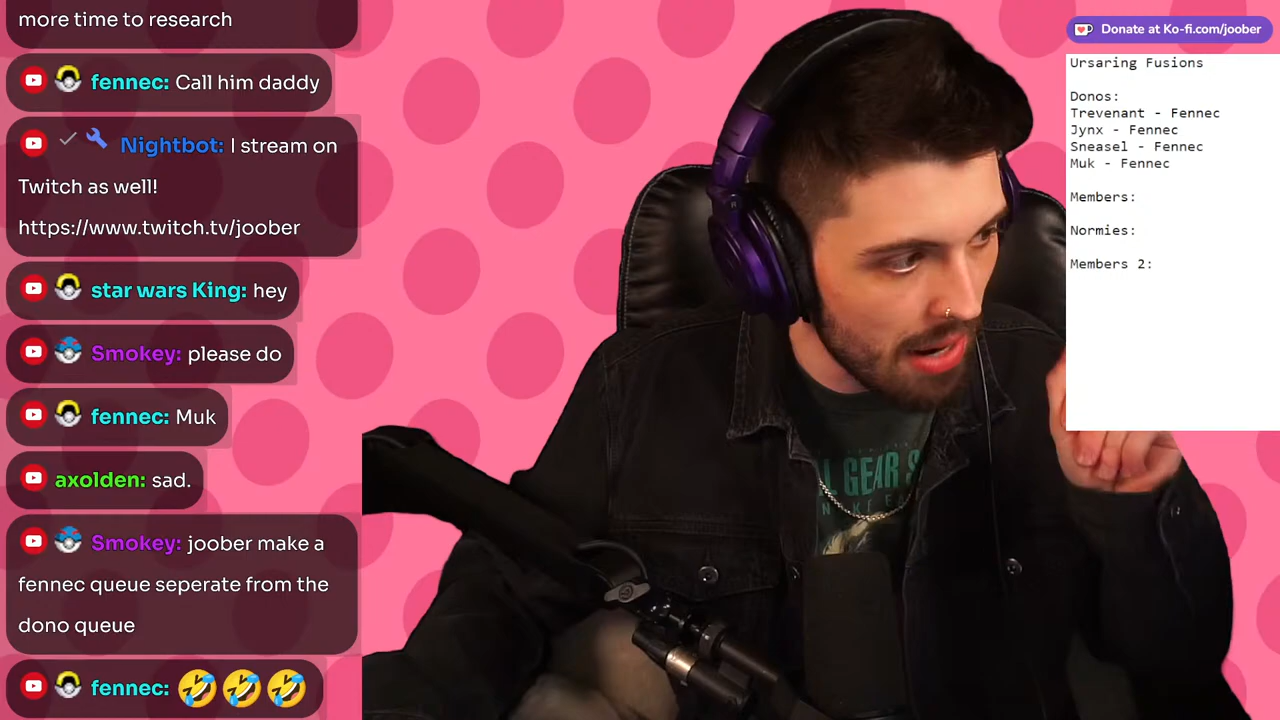 more time to research
fennec: Call him daddy
Nightbot: I stream on
Twitch as well!
https://www.twitch.tv/joober
star wars King: hey
Smokey: please do
fennec: Muk
axolden: sad.
Smokey: joober make a
fennec queue seperate from the
dono queue
fennec: 🤣🤣🤣
Donate at Ko-fi.com/joober
Ursaring Fusions
Donos:
Trevenant - Fennec
Jynx - Fennec
Sneasel - Fennec
Muk - Fennec
Members:
Normies:
Members 2:
GEAR S